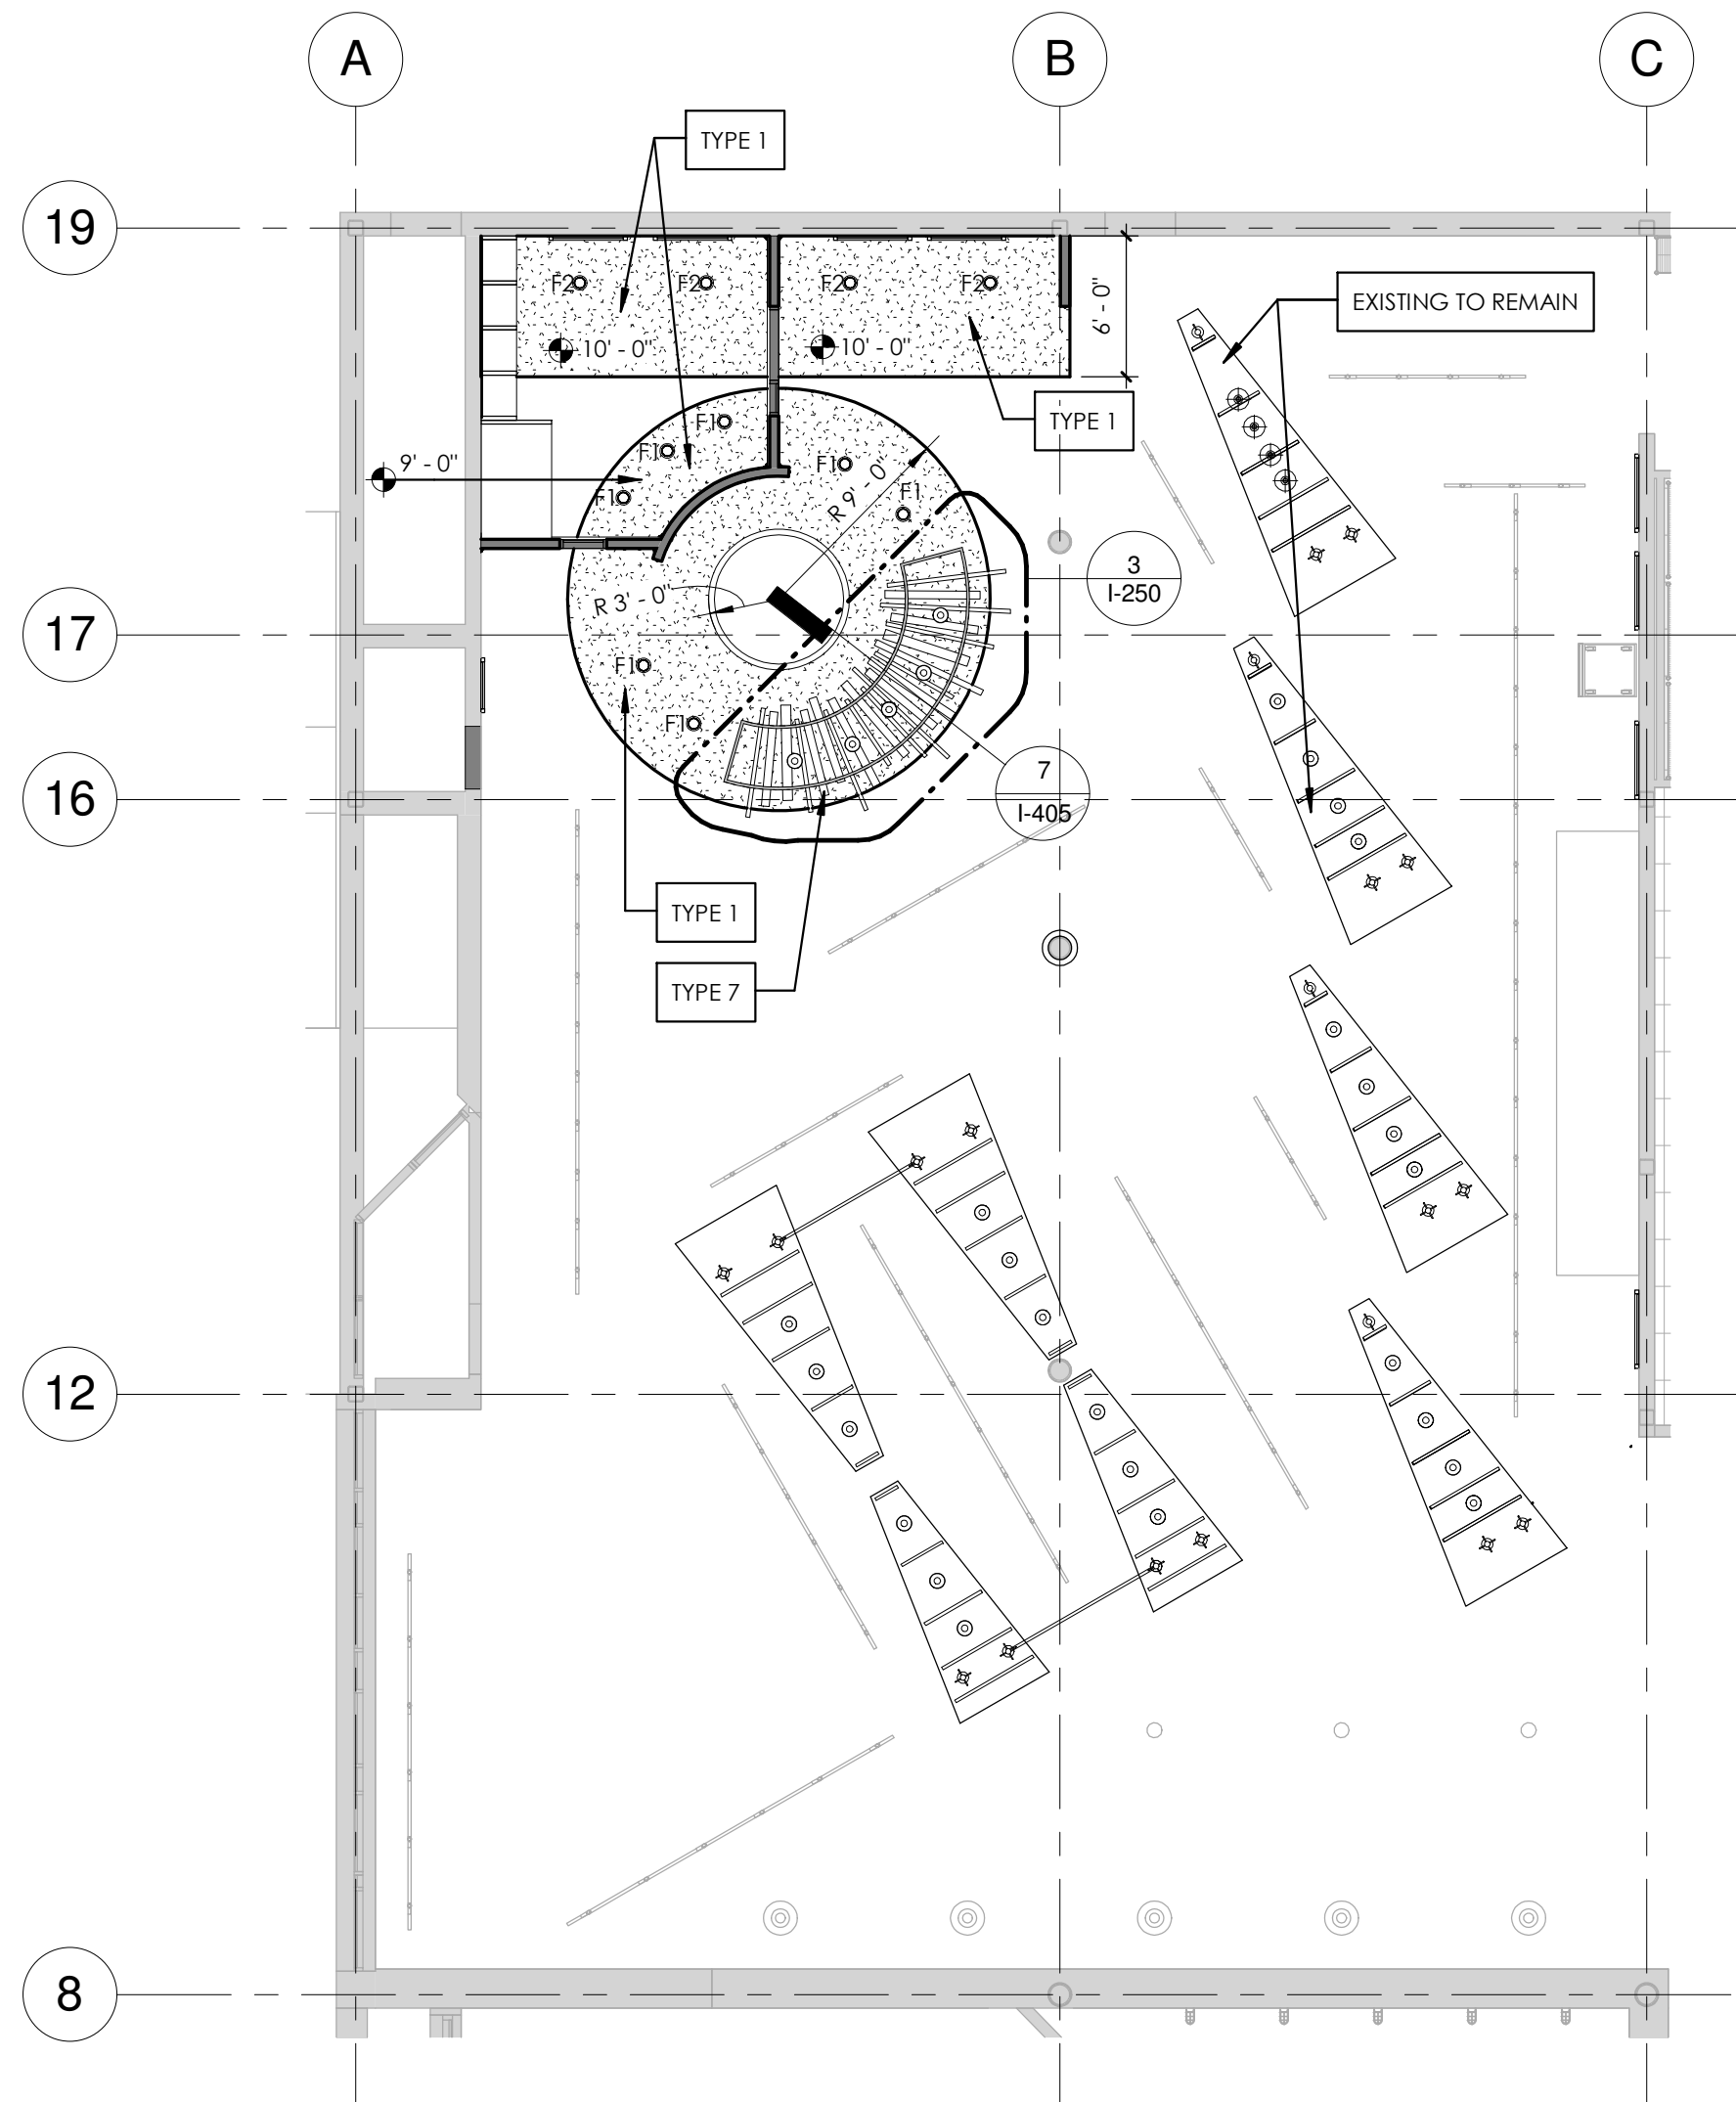 A
B
C
TYPE 1
19
EXISTING TO REMAIN
F2
F2
F2
F2
6' - 0"
10' - 0"
10' - 0"
TYPE 1
F1
F1
F1
F1
F1
9' - 0"
R 9' - 0"
3
I-250
R 3' - 0"
17
F1
F1
7
I-405
16
TYPE 1
TYPE 7
12
8